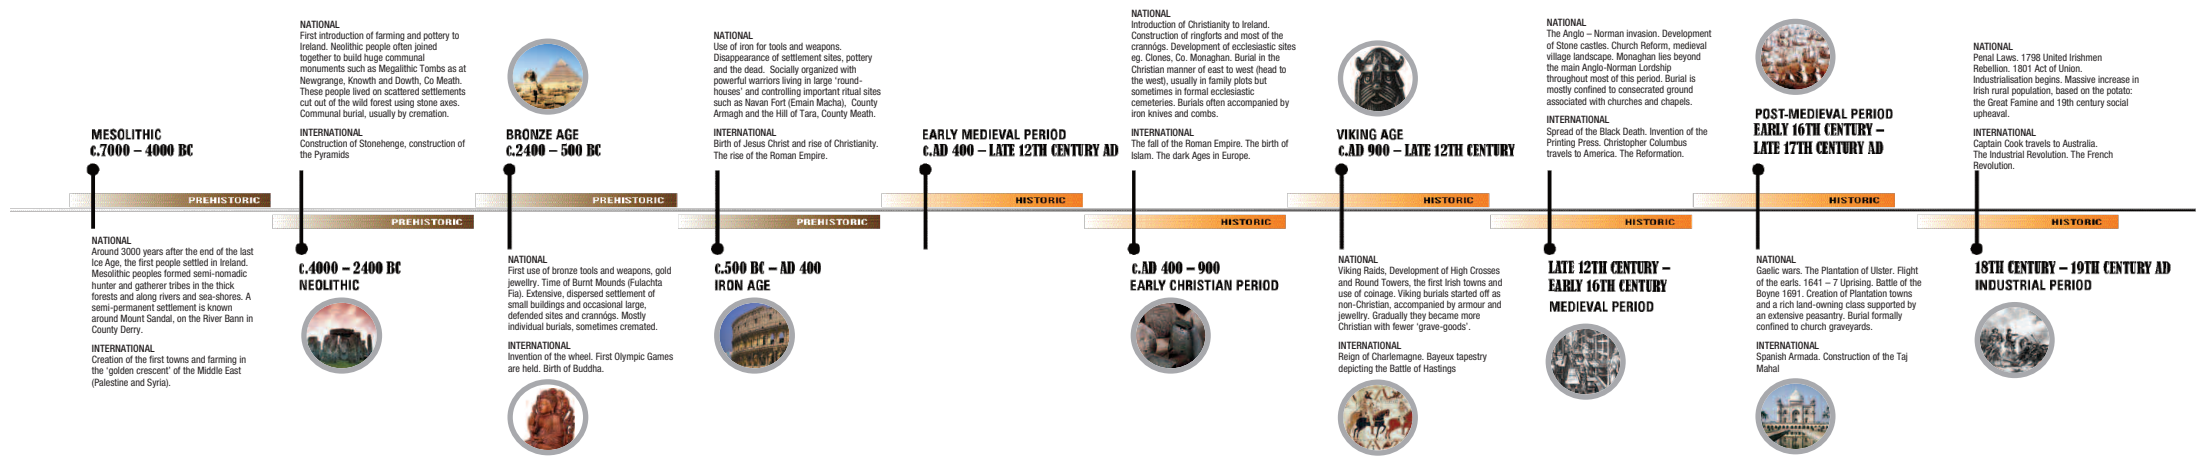 MESOLITHIC
c.7000 – 4000 BC
PREHISTORIC
NATIONAL
Around 3000 years after the end of the last
Ice Age, the first people settled in Ireland.
Mesolithic peoples formed semi-nomadic
hunter and gatherer tribes in the thick
forests and along rivers and sea-shores. A
semi-permanent settlement is known
around Mount Sandal, on the River Bann in
County Derry.
INTERNATIONAL
Creation of the first towns and farming in
the ‘golden crescent’ of the Middle East
(Palestine and Syria).
NATIONAL
First introduction of farming and pottery to
Ireland. Neolithic people often joined
together to build huge communal
monuments such as Megalithic Tombs as at
Newgrange, Knowth and Dowth, Co Meath.
These people lived on scattered settlements
cut out of the wild forest using stone axes.
Communal burial, usually by cremation.
INTERNATIONAL
Construction of Stonehenge, construction of
the Pyramids
PREHISTORIC
c.4000 – 2400 BC
NEOLITHIC
BRONZE AGE
c.2400 – 500 BC
PREHISTORIC
NATIONAL
First use of bronze tools and weapons, gold
jewellry. Time of Burnt Mounds (Fulachta
Fia). Extensive, dispersed settlement of
small buildings and occasional large,
defended sites and crannógs. Mostly
individual burials, sometimes cremated.
INTERNATIONAL
Invention of the wheel. First Olympic Games
are held. Birth of Buddha.
NATIONAL
Use of iron for tools and weapons.
Disappearance of settlement sites, pottery
and the dead.  Socially organized with
powerful warriors living in large ‘round-
houses’ and controlling important ritual sites
such as Navan Fort (Emain Macha),  County
Armagh and the Hill of Tara, County Meath.
INTERNATIONAL
Birth of Jesus Christ and rise of Christianity.
The rise of the Roman Empire.
PREHISTORIC
c.500 BC – AD 400
IRON AGE
EARLY MEDIEVAL PERIOD
c.AD 400 – LATE 12TH CENTURY AD
HISTORIC
NATIONAL
Introduction of Christianity to Ireland.
Construction of ringforts and most of the
crannógs. Development of ecclesiastic sites
eg. Clones, Co. Monaghan. Burial in the
Christian manner of east to west (head to
the west), usually in family plots but
sometimes in formal ecclesiastic
cemeteries. Burials often accompanied by
iron knives and combs.
INTERNATIONAL
The fall of the Roman Empire. The birth of
Islam. The dark Ages in Europe.
HISTORIC
c.AD 400 – 900
EARLY CHRISTIAN PERIOD
VIKING AGE
c.AD 900 – LATE 12TH CENTURY
HISTORIC
NATIONAL
Viking Raids, Development of High Crosses
and Round Towers, the first Irish towns and
use of coinage. Viking burials started off as
non-Christian, accompanied by armour and
jewellry. Gradually they became more
Christian with fewer ‘grave-goods’.
INTERNATIONAL
Reign of Charlemagne. Bayeux tapestry
depicting the Battle of Hastings
NATIONAL
The Anglo – Norman invasion. Development
of Stone castles. Church Reform, medieval
village landscape. Monaghan lies beyond
the main Anglo-Norman Lordship
throughout most of this period. Burial is
mostly confined to consecrated ground
associated with churches and chapels.
INTERNATIONAL
Spread of the Black Death. Invention of the
Printing Press. Christopher Columbus
travels to America. The Reformation.
HISTORIC
LATE 12TH CENTURY –
EARLY 16TH CENTURY
MEDIEVAL PERIOD
POST-MEDIEVAL PERIOD
EARLY 16TH CENTURY –
LATE 17TH CENTURY AD
HISTORIC
NATIONAL
Gaelic wars. The Plantation of Ulster. Flight
of the earls. 1641 – 7 Uprising. Battle of the
Boyne 1691. Creation of Plantation towns
and a rich land-owning class supported by
an extensive peasantry. Burial formally
confined to church graveyards.
INTERNATIONAL
Spanish Armada. Construction of the Taj
Mahal
NATIONAL
Penal Laws. 1798 United Irishmen
Rebellion. 1801 Act of Union.
Industrialisation begins. Massive increase in
Irish rural population, based on the potato:
the Great Famine and 19th century social
upheaval.
INTERNATIONAL
Captain Cook travels to Australia.
The Industrial Revolution. The French
Revolution.
HISTORIC
18TH CENTURY – 19TH CENTURY AD
INDUSTRIAL PERIOD